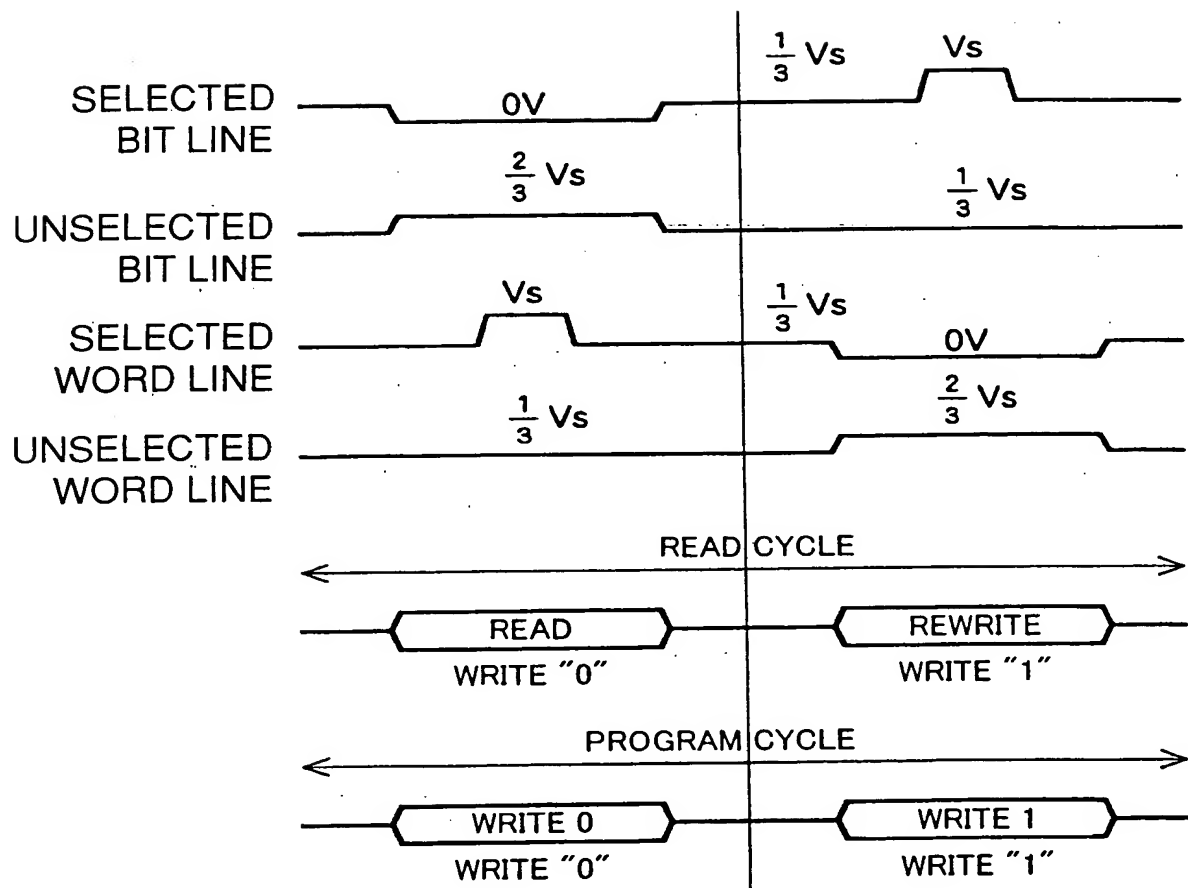 1/3 Vs
Vs
SELECTED
BIT LINE
0V
2/3 Vs
1/3 Vs
UNSELECTED
BIT LINE
Vs
1/3 Vs
SELECTED
WORD LINE
0V
1/3 Vs
2/3 Vs
UNSELECTED
WORD LINE
READ CYCLE
READ
REWRITE
WRITE "0"
WRITE "1"
PROGRAM CYCLE
WRITE 0
WRITE 1
WRITE "0"
WRITE "1"